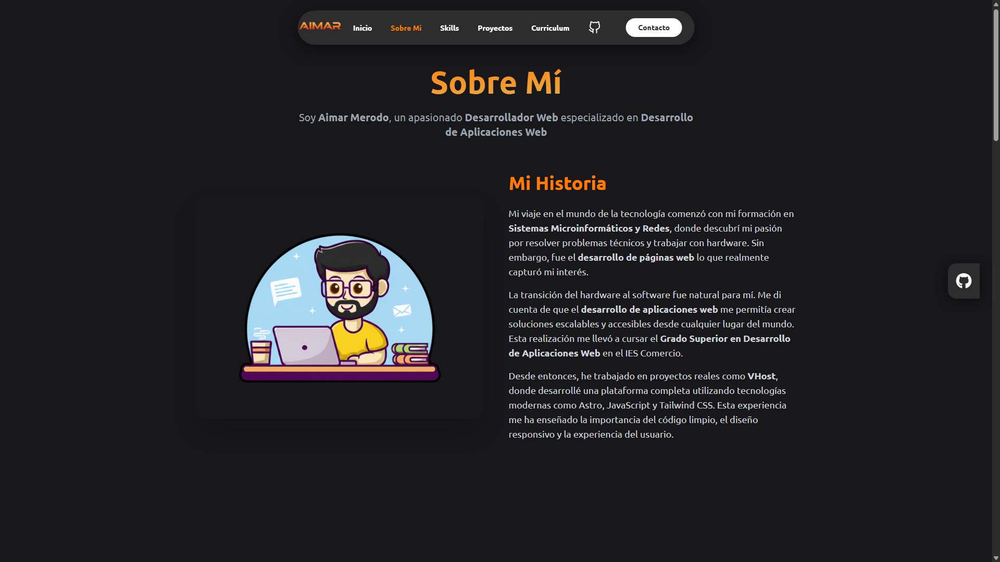 AIMAR Inicio Sobre Mi Skills Proyectos Curriculum Contacto
Sobre Mí
Soy Aimar Merodo, un apasionado Desarrollador Web especializado en Desarrollo
de Aplicaciones Web
Mi Historia
Mi viaje en el mundo de la tecnología comenzó con mi formación en
Sistemas Microinformáticos y Redes, donde descubrí mi pasión
por resolver problemas técnicos y trabajar con hardware. Sin
embargo, fue el desarrollo de páginas web lo que realmente
capturó mi interés.
La transición del hardware al software fue natural para mí. Me di
cuenta de que el desarrollo de aplicaciones web me permitía crear
soluciones escalables y accesibles desde cualquier lugar del mundo.
Esta realización me llevó a cursar el Grado Superior en Desarrollo
de Aplicaciones Web en el IES Comercio.
Desde entonces, he trabajado en proyectos reales como VHost,
donde desarrollé una plataforma completa utilizando tecnologías
modernas como Astro, JavaScript y Tailwind CSS. Esta experiencia
me ha enseñado la importancia del código limpio, el diseño
responsivo y la experiencia del usuario.